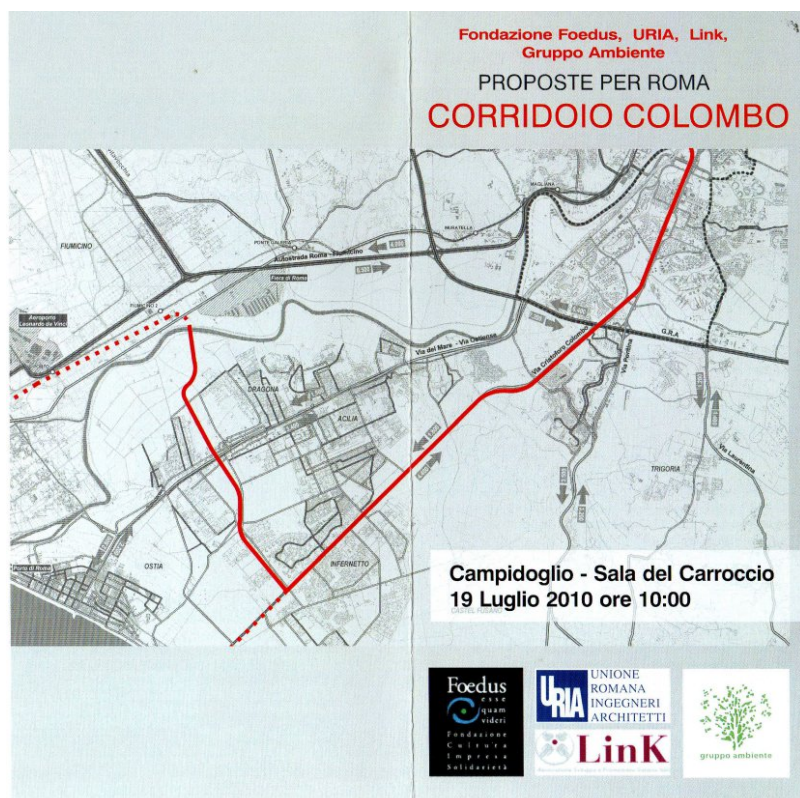 Fondazione Foedus, URIA, Link,
Gruppo Ambiente
PROPOSTE PER ROMA
CORRIDOIO COLOMBO
MAGLIANA
FIUMICINO
PONTE GALERIA
MURATELLA
Autostrada Roma - Fiumicino
Fiera di Roma
Aeroporto
Leonardo da Vinci
G.R.A
Via del Mare - Via Ostiense
Via Cristoforo Colombo
Via Pontina
DRAGONA
ACILIA
Via Laurentina
TRIGORIA
OSTIA
INFERNETTO
Porto di Roma
Campidoglio - Sala del Carroccio
19 Luglio 2010 ore 10:00
CASTEL FUSANO
Foedus
esse
quam
videri
Fondazione
Cultura
Impresa
Solidarietà
URIA
UNIONE
ROMANA
INGEGNERI
ARCHITETTI
LinK
gruppo ambiente